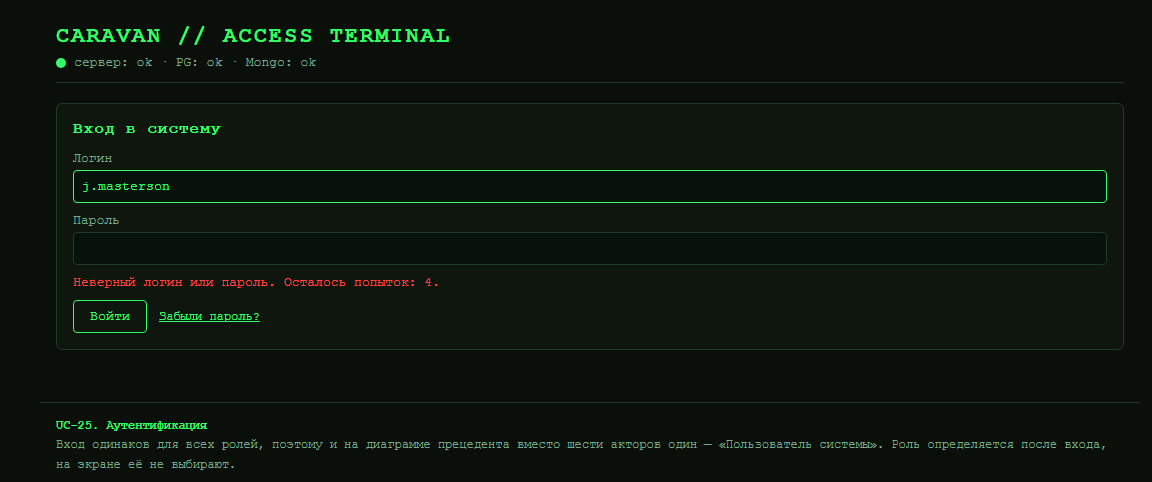 CARAVAN // ACCESS TERMINAL
сервер: ok · PG: ok · Mongo: ok
Вход в систему
Логин
j.masterson
Пароль
Неверный логин или пароль. Осталось попыток: 4.
Войти Забыли пароль?
UC-25. Аутентификация
Вход одинаков для всех ролей, поэтому и на диаграмме прецедента вместо шести акторов один — «Пользователь системы». Роль определяется после входа,
на экране её не выбирают.